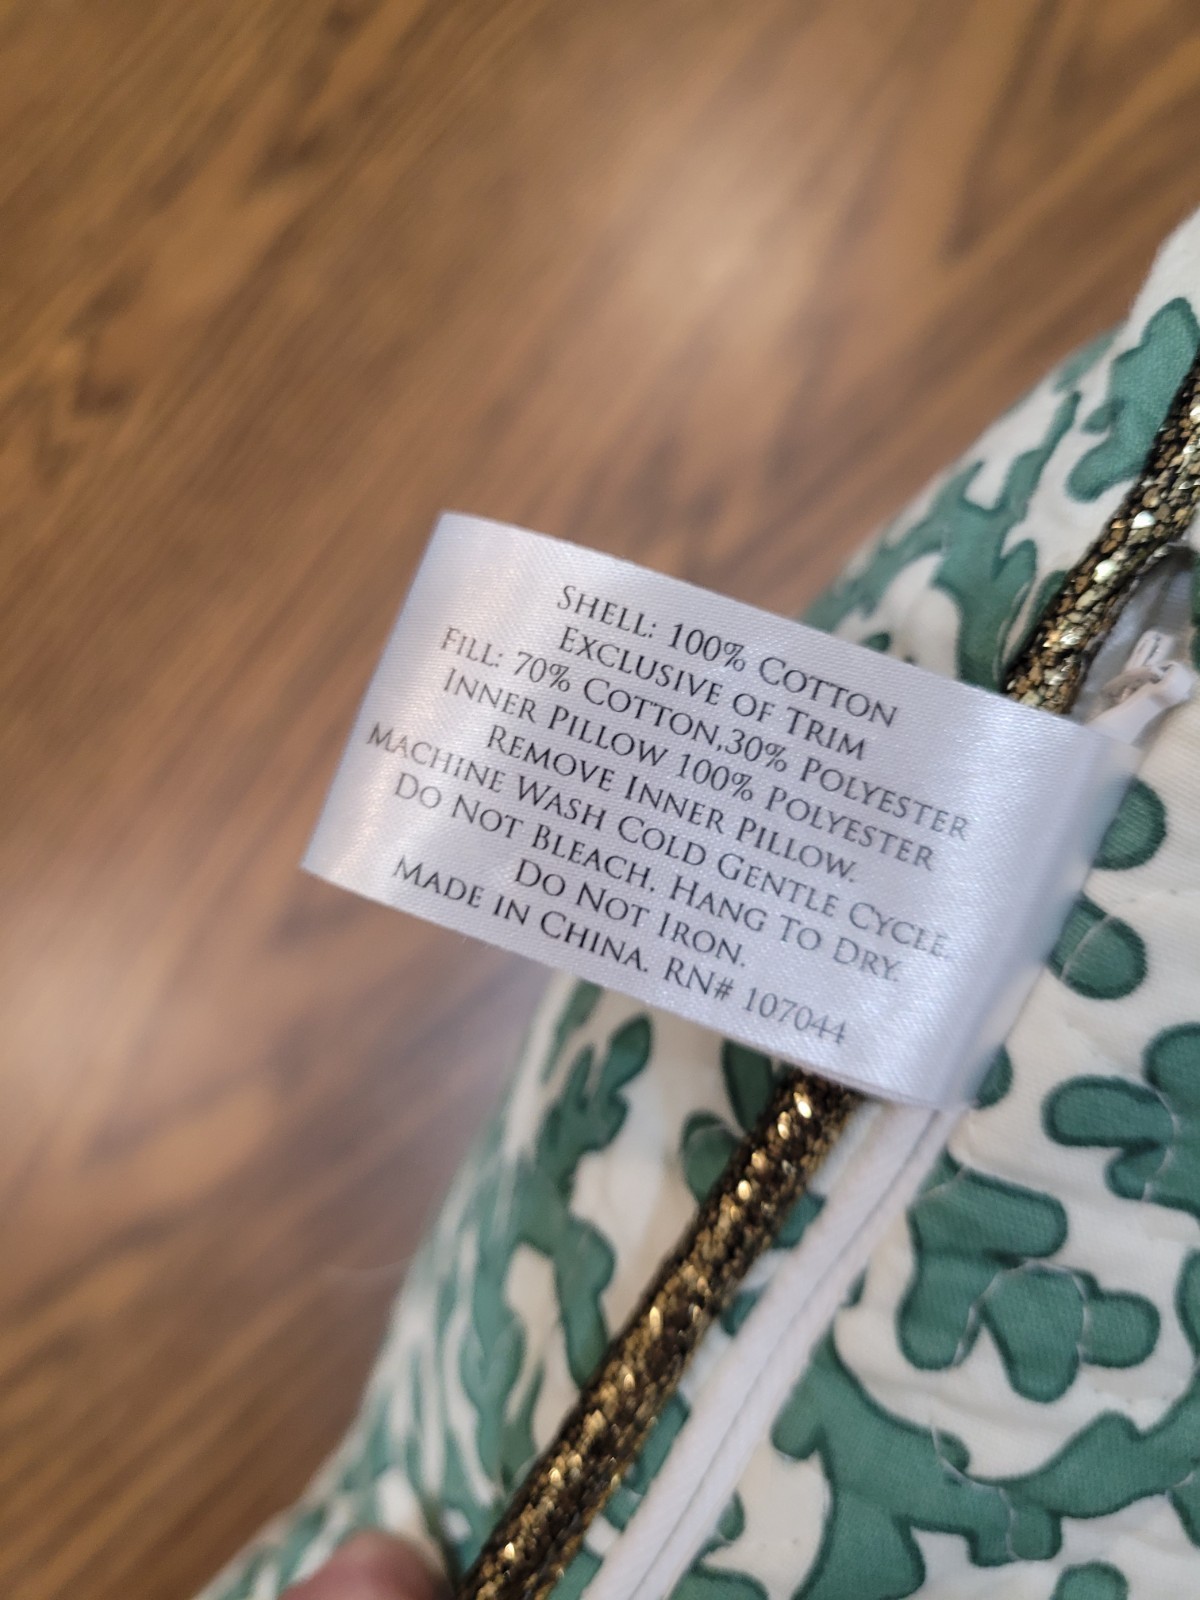 SHELL: 100% COTTON
EXCLUSIVE OF TRIM
FILL: 70% COTTON,30% POLYESTER
INNER PILLOW 100% POLYESTER
REMOVE INNER PILLOW.
MACHINE WASH COLD GENTLE CYCLE.
DO NOT BLEACH. HANG TO DRY.
DO NOT IRON.
MADE IN CHINA. RN# 107044